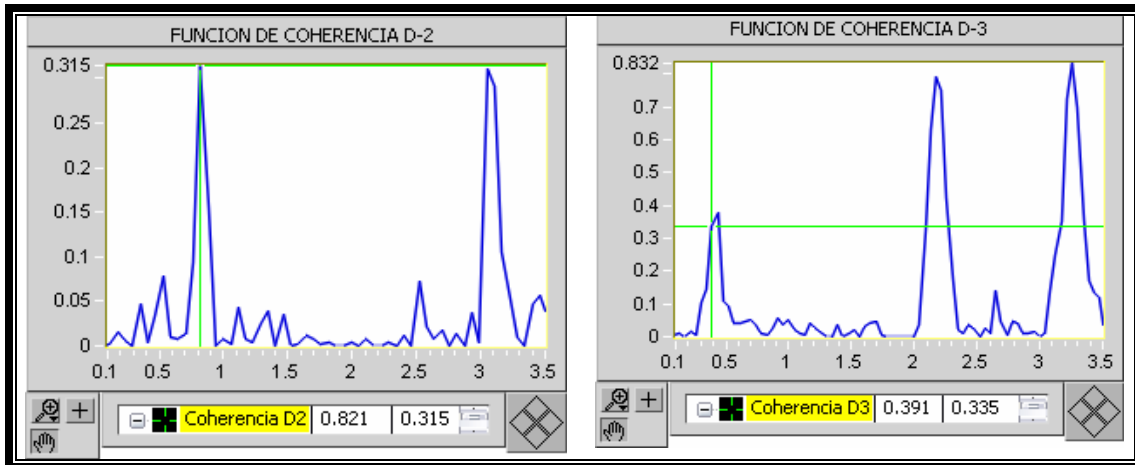 FUNCION DE COHERENCIA D-2
0.315
0.25
0.2
0.15
0.1
0.05
0
0.1 0.5 1 1.5 2 2.5 3 3.5
Coherencia D2 0.821 0.315
FUNCION DE COHERENCIA D-3
0.832
0.7
0.6
0.5
0.4
0.3
0.2
0.1
0
0.1 0.5 1 1.5 2 2.5 3 3.5
Coherencia D3 0.391 0.335